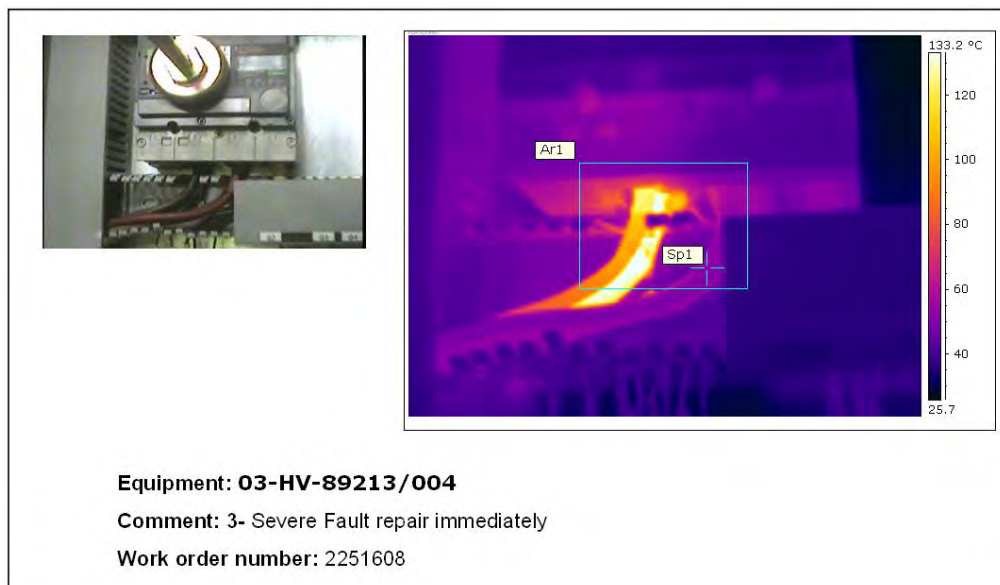 133.2 °C
120
100
80
60
40
25.7
Ar1
Sp1
Equipment: 03-HV-89213/004
Comment: 3- Severe Fault repair immediately
Work order number: 2251608